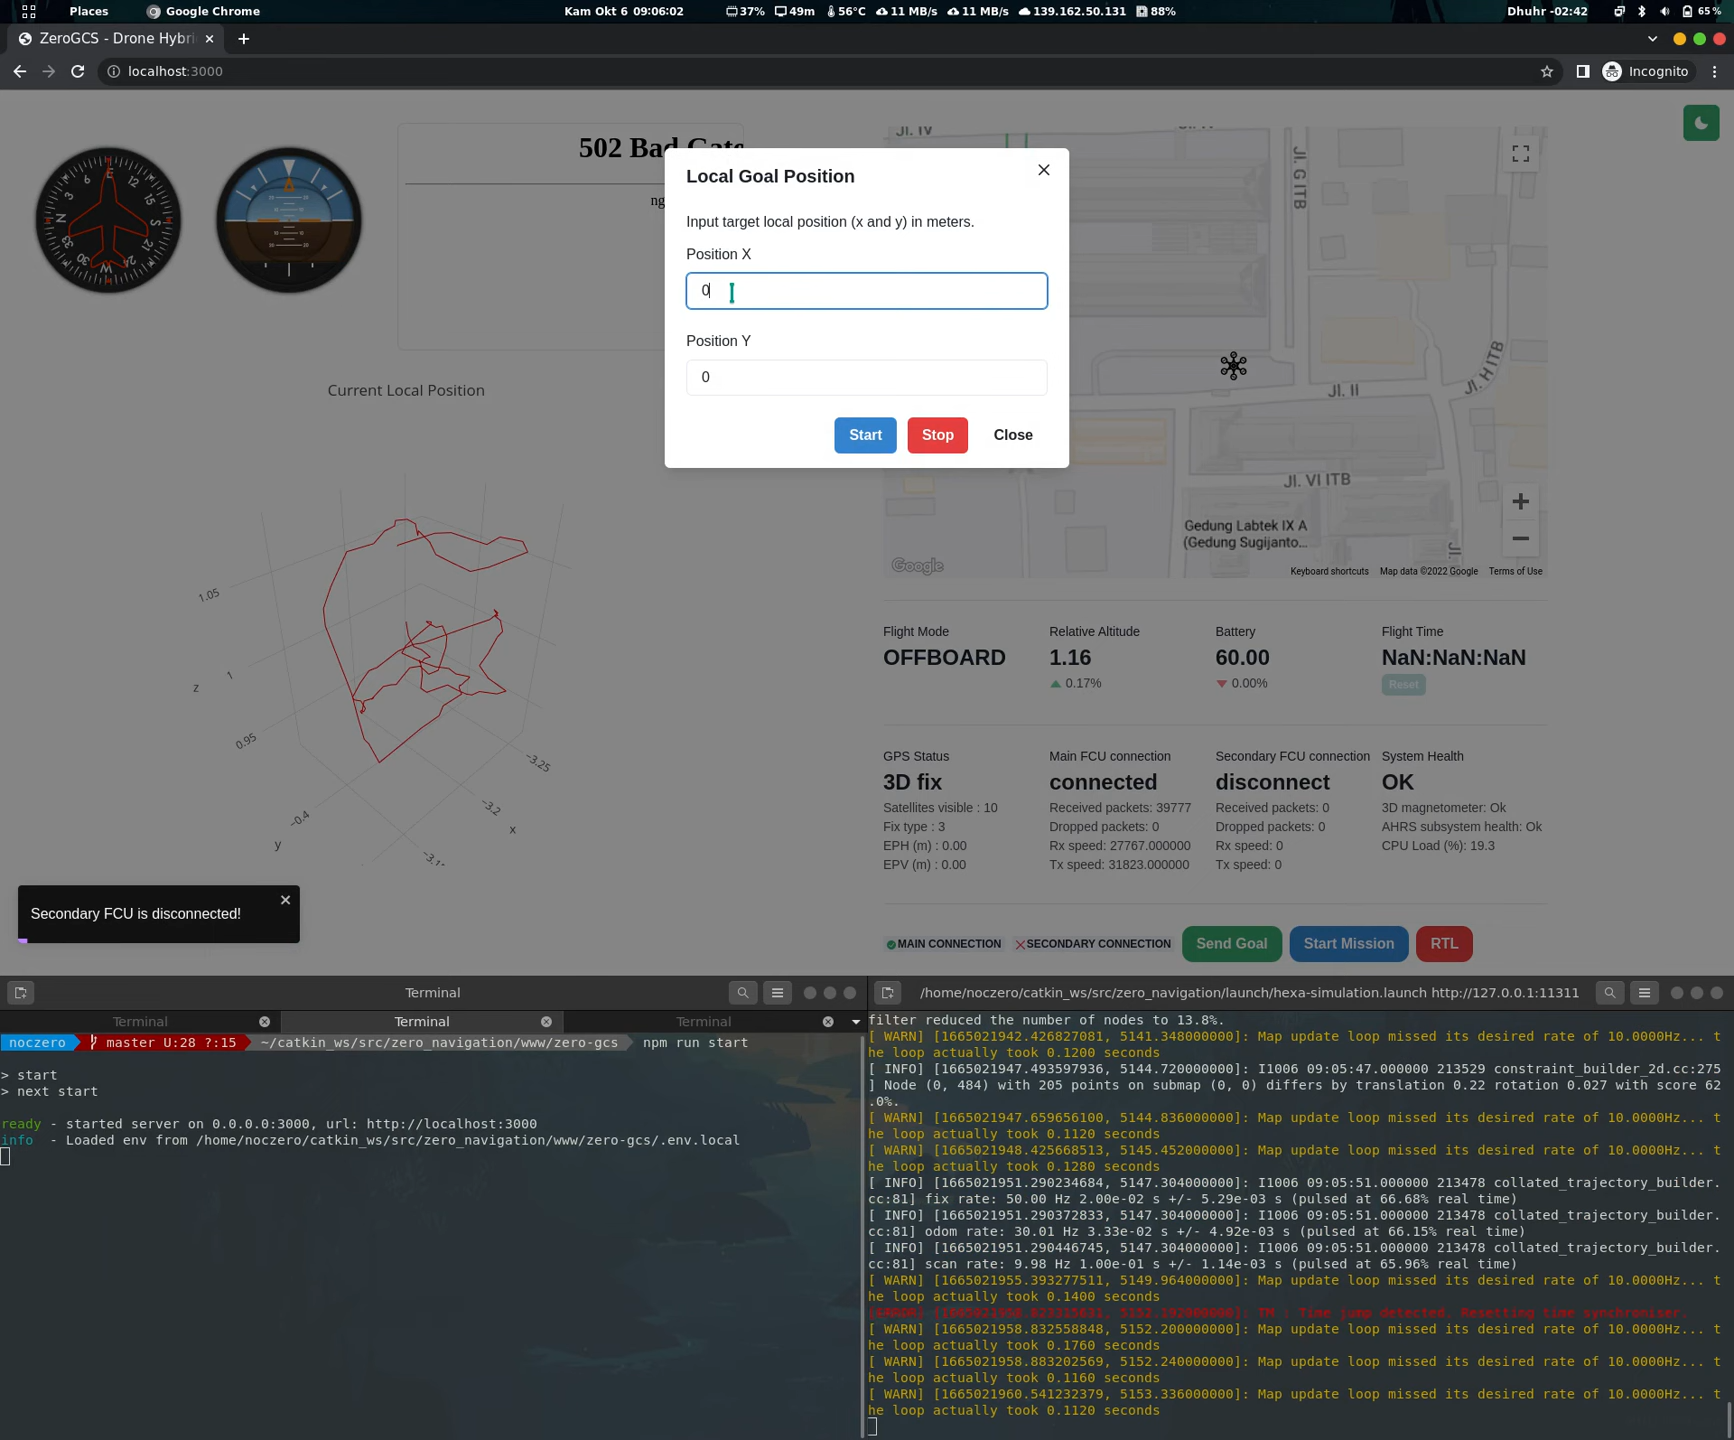 Places
Google Chrome
Kam Okt 6 09:06:02
37%
49m
56°C
11 MB/s
11 MB/s
139.162.50.131
88%
Dhuhr -02:42
65 %
ZeroGCS - Drone Hybri
localhost:3000
Incognito
502 Bad Gate
ng
Local Goal Position
Input target local position (x and y) in meters.
Position X
0
Position Y
0
Start
Stop
Close
N
3
6
E
12
15
S
21
24
W
30
33
Current Local Position
1.05
1
0.95
z
−0.4
y
−3.25
−3.2
x
Jl. IV
Jl. G ITB
Jl. II
Jl. H ITB
Jl. VI ITB
Gedung Labtek IX A
(Gedung Sugijanto...
Google
Keyboard shortcuts
Map data ©2022 Google
Terms of Use
Flight Mode
OFFBOARD
Relative Altitude
1.16
0.17%
Battery
60.00
0.00%
Flight Time
NaN:NaN:NaN
Reset
GPS Status
3D fix
Satellites visible : 10
Fix type : 3
EPH (m) : 0.00
EPV (m) : 0.00
Main FCU connection
connected
Received packets: 39777
Dropped packets: 0
Rx speed: 27767.000000
Tx speed: 31823.000000
Secondary FCU connection
disconnect
Received packets: 0
Dropped packets: 0
Rx speed: 0
Tx speed: 0
System Health
OK
3D magnetometer: Ok
AHRS subsystem health: Ok
CPU Load (%): 19.3
Secondary FCU is disconnected!
MAIN CONNECTION
SECONDARY CONNECTION
Send Goal
Start Mission
RTL
Terminal
Terminal
Terminal
Terminal
noczero master U:28 ?:15 ~/catkin_ws/src/zero_navigation/www/zero-gcs npm run start
> start
> next start
ready - started server on 0.0.0.0:3000, url: http://localhost:3000
info  - Loaded env from /home/noczero/catkin_ws/src/zero_navigation/www/zero-gcs/.env.local
/home/noczero/catkin_ws/src/zero_navigation/launch/hexa-simulation.launch http://127.0.0.1:11311
filter reduced the number of nodes to 13.8%.
[ WARN] [1665021942.426827081, 5141.348000000]: Map update loop missed its desired rate of 10.0000Hz... t
he loop actually took 0.1200 seconds
[ INFO] [1665021947.493597936, 5144.720000000]: I1006 09:05:47.000000 213529 constraint_builder_2d.cc:275
] Node (0, 484) with 205 points on submap (0, 0) differs by translation 0.22 rotation 0.027 with score 62
.0%.
[ WARN] [1665021947.659656100, 5144.836000000]: Map update loop missed its desired rate of 10.0000Hz... t
he loop actually took 0.1120 seconds
[ WARN] [1665021948.425668513, 5145.452000000]: Map update loop missed its desired rate of 10.0000Hz... t
he loop actually took 0.1280 seconds
[ INFO] [1665021951.290234684, 5147.304000000]: I1006 09:05:51.000000 213478 collated_trajectory_builder.
cc:81] fix rate: 50.00 Hz 2.00e-02 s +/- 5.29e-03 s (pulsed at 66.68% real time)
[ INFO] [1665021951.290372833, 5147.304000000]: I1006 09:05:51.000000 213478 collated_trajectory_builder.
cc:81] odom rate: 30.01 Hz 3.33e-02 s +/- 4.92e-03 s (pulsed at 66.15% real time)
[ INFO] [1665021951.290446745, 5147.304000000]: I1006 09:05:51.000000 213478 collated_trajectory_builder.
cc:81] scan rate: 9.98 Hz 1.00e-01 s +/- 1.14e-03 s (pulsed at 65.96% real time)
[ WARN] [1665021955.393277511, 5149.964000000]: Map update loop missed its desired rate of 10.0000Hz... t
he loop actually took 0.1400 seconds
TM : Time jump detected. Resetting time synchroniser.
[ WARN] [1665021958.832558848, 5152.200000000]: Map update loop missed its desired rate of 10.0000Hz... t
he loop actually took 0.1760 seconds
[ WARN] [1665021958.883202569, 5152.240000000]: Map update loop missed its desired rate of 10.0000Hz... t
he loop actually took 0.1160 seconds
[ WARN] [1665021960.541232379, 5153.336000000]: Map update loop missed its desired rate of 10.0000Hz... t
he loop actually took 0.1120 seconds